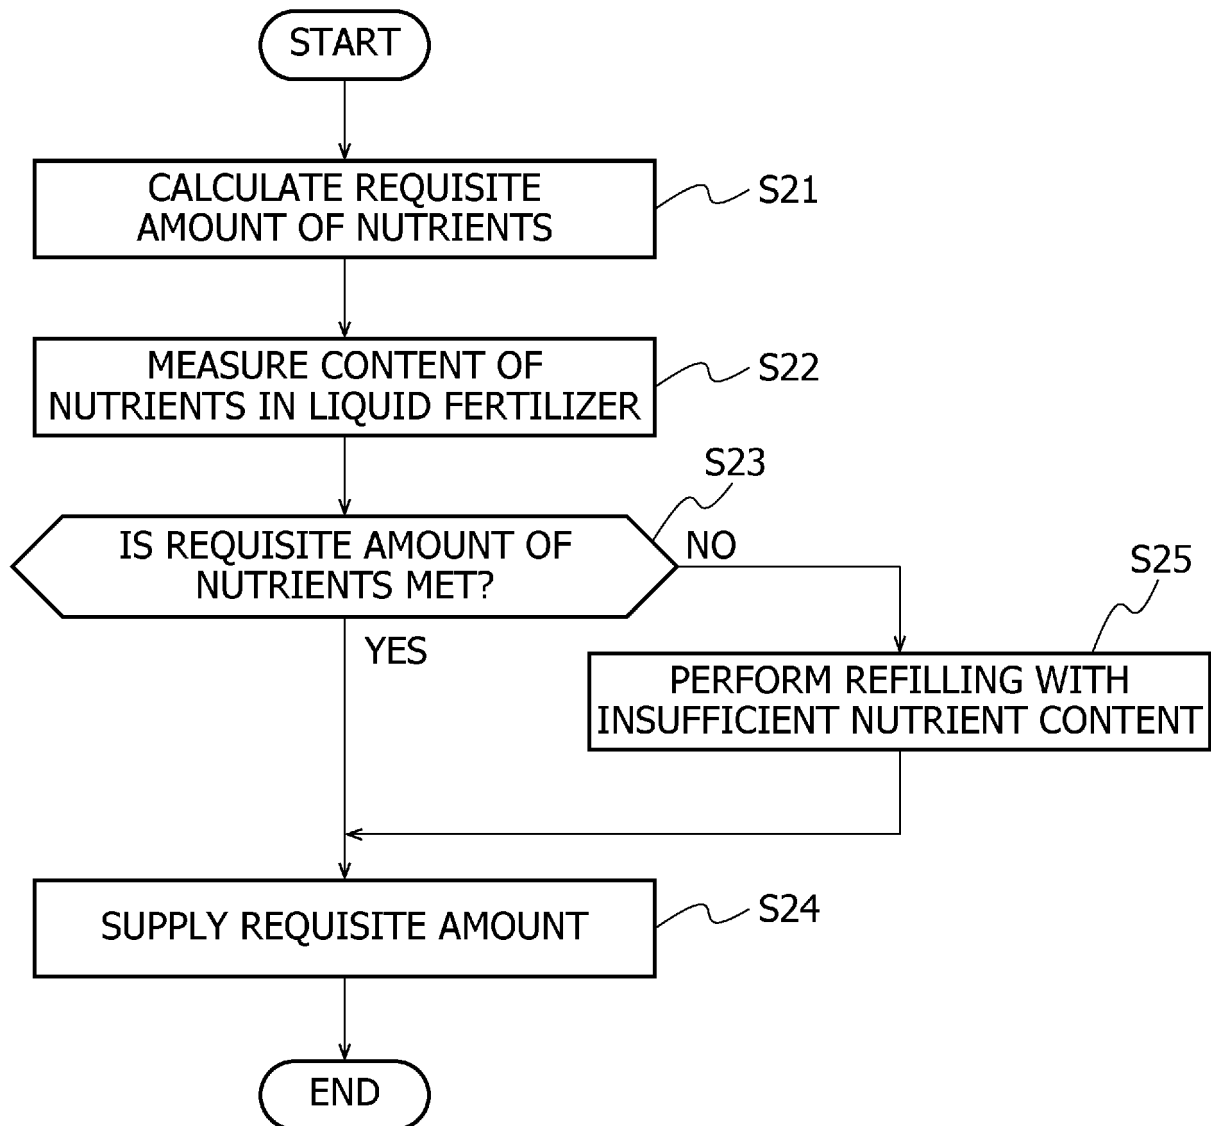 START
CALCULATE REQUISITE
AMOUNT OF NUTRIENTS
S21
MEASURE CONTENT OF
NUTRIENTS IN LIQUID FERTILIZER
S22
S23
IS REQUISITE AMOUNT OF
NUTRIENTS MET?
NO
YES
S25
PERFORM REFILLING WITH
INSUFFICIENT NUTRIENT CONTENT
SUPPLY REQUISITE AMOUNT
S24
END